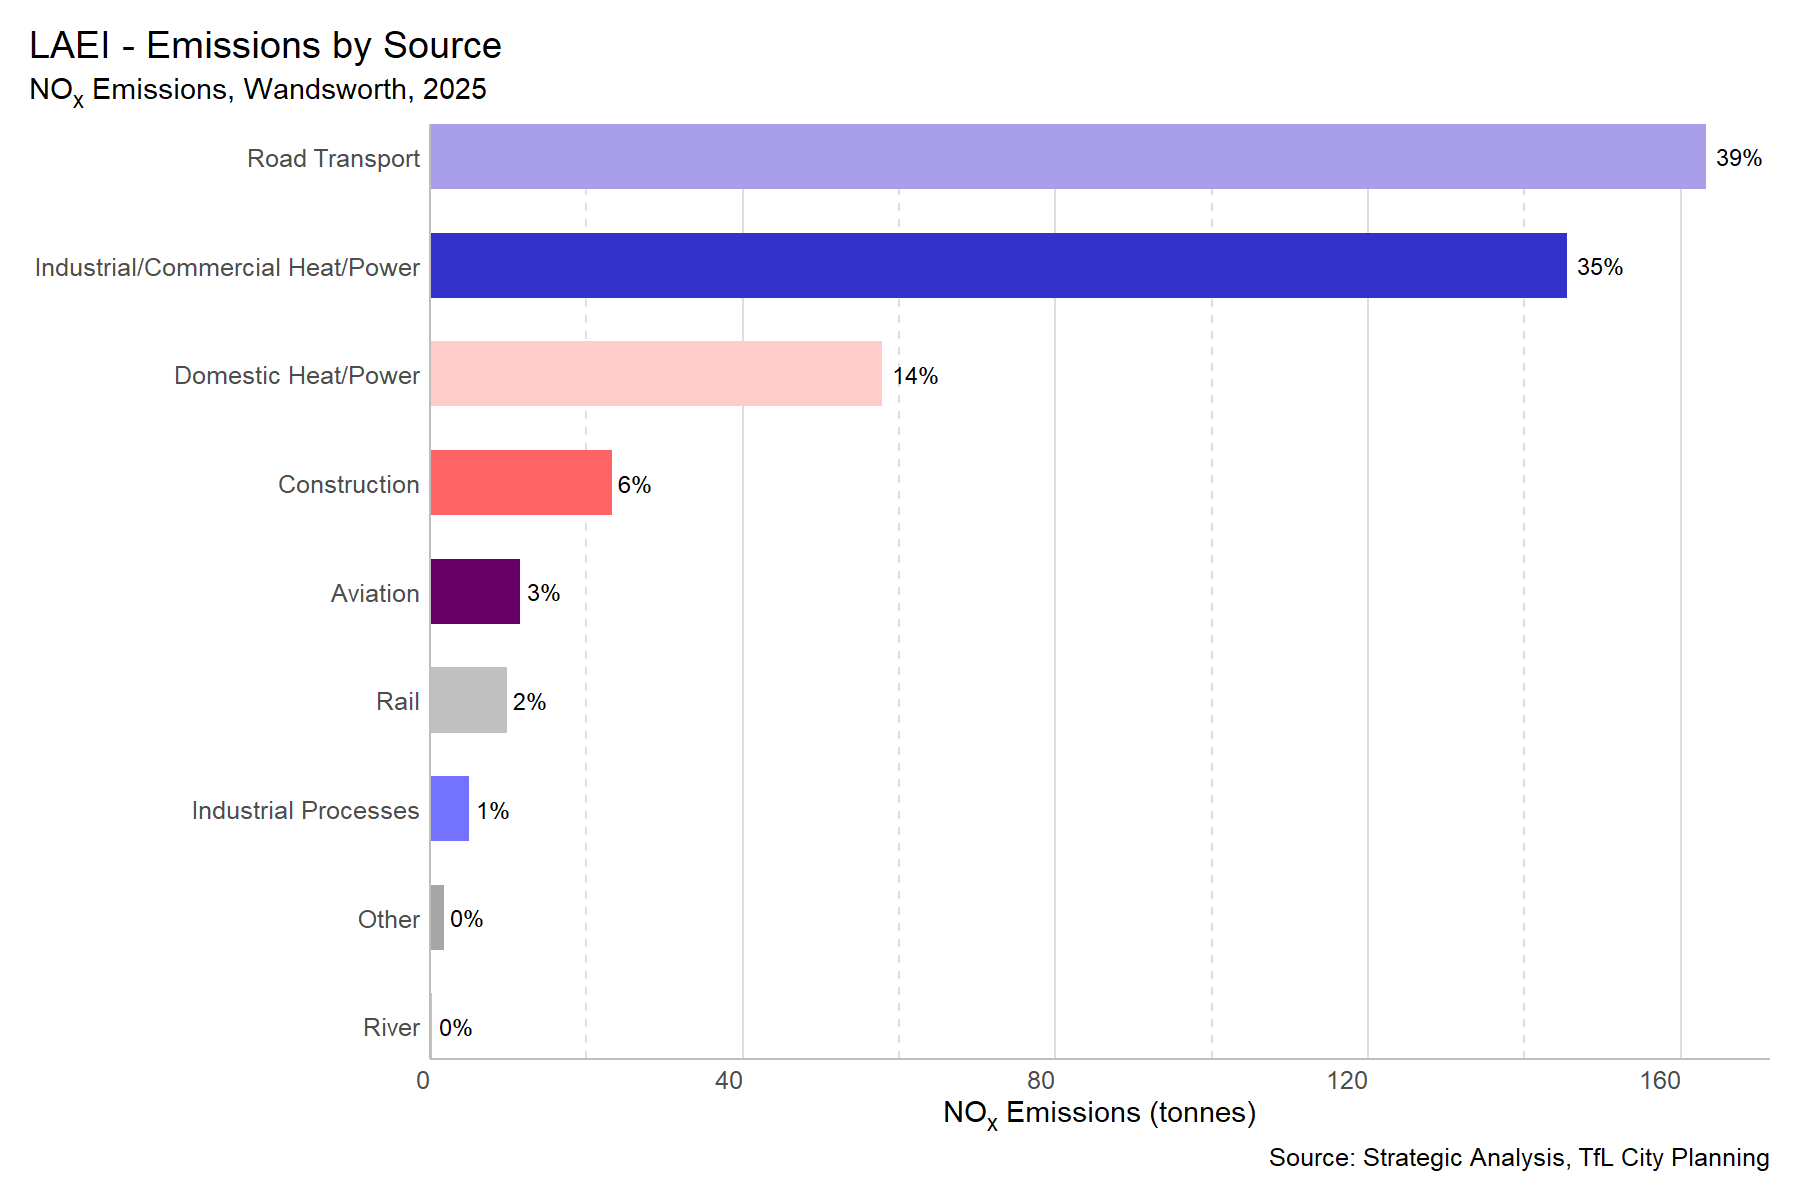 LAEI - Emissions by Source
NOx Emissions, Wandsworth, 2025
Road Transport 39%
Industrial/Commercial Heat/Power 35%
Domestic Heat/Power 14%
Construction 6%
Aviation 3%
Rail 2%
Industrial Processes 1%
Other 0%
River 0%
0 40 80 120 160
NOx Emissions (tonnes)
Source: Strategic Analysis, TfL City Planning